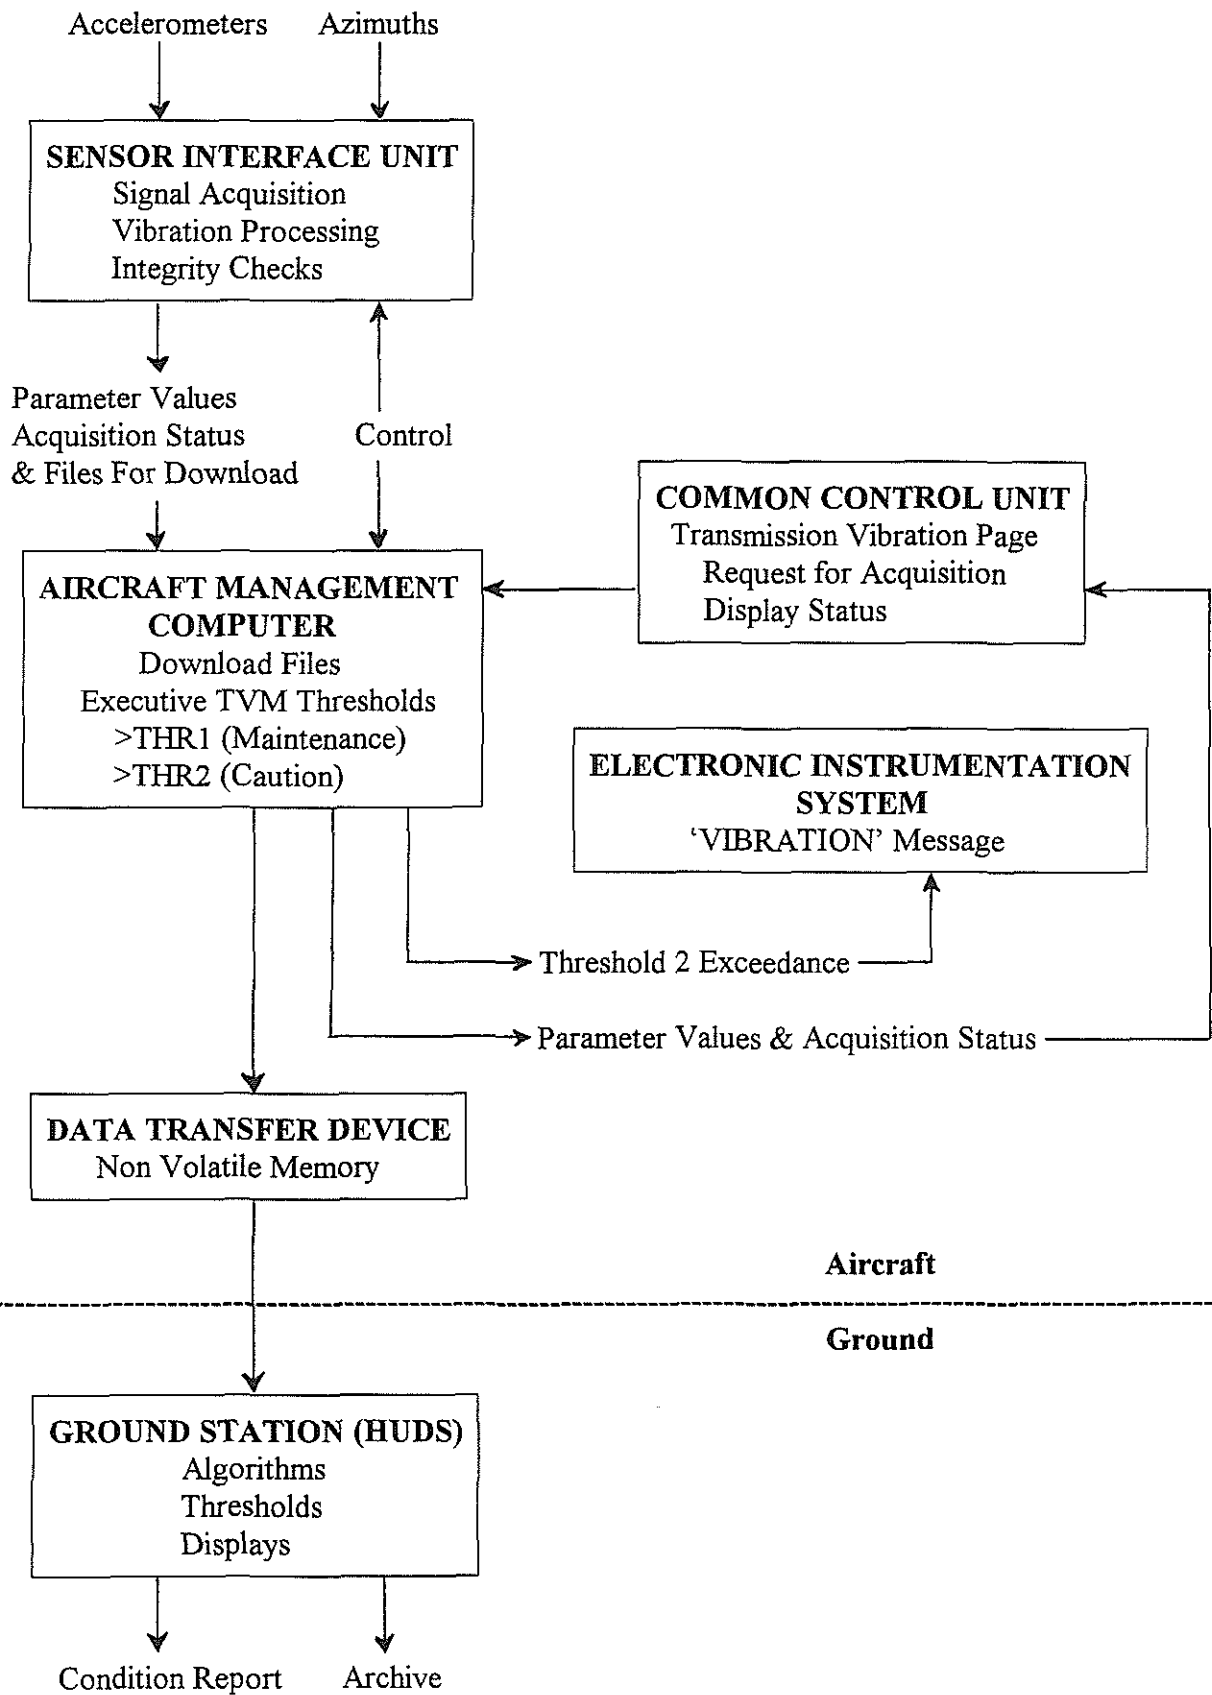 Accelerometers Azimuths
SENSOR INTERFACE UNIT
Signal Acquisition
Vibration Processing
Integrity Checks
Parameter Values
Acquisition Status
& Files For Download
Control
COMMON CONTROL UNIT
Transmission Vibration Page
Request for Acquisition
Display Status
AIRCRAFT MANAGEMENT
COMPUTER
Download Files
Executive TVM Thresholds
>THR1 (Maintenance)
>THR2 (Caution)
ELECTRONIC INSTRUMENTATION
SYSTEM
‘VIBRATION’ Message
Threshold 2 Exceedance
Parameter Values & Acquisition Status
DATA TRANSFER DEVICE
Non Volatile Memory
Aircraft
Ground
GROUND STATION (HUDS)
Algorithms
Thresholds
Displays
Condition Report Archive